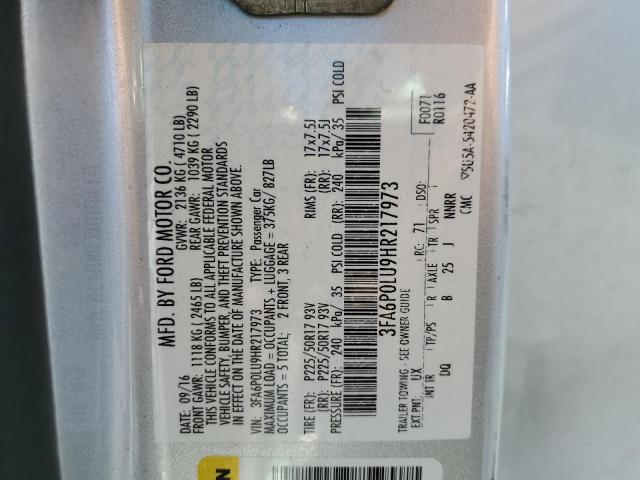 MFD. BY FORD MOTOR CO.
DATE: 09/16 GVWR: 2136 KG ( 4710 LB)
FRONT GAWR: 1118 KG ( 2465 LB) REAR GAWR: 1039 KG ( 2290 LB)
THIS VEHICLE CONFORMS TO ALL APPLICABLE FEDERAL MOTOR
VEHICLE SAFETY, BUMPER, AND THEFT PREVENTION STANDARDS
IN EFFECT ON THE DATE OF MANUFACTURE SHOWN ABOVE.
VIN: 3FA6P0LU9HR217973 TYPE: Passenger Car
MAXIMUM LOAD = OCCUPANTS + LUGGAGE = 375KG/ 827LB
OCCUPANTS = 5 TOTAL; 2 FRONT, 3 REAR
TIRE (FR): P225/50R17 93V RIMS (FR): 17x7.5J
(RR): P225/50R17 93V (RR): 17x7.5J
PRESSURE (FR): 240 kPa/ 35 PSI COLD (RR): 240 kPa/ 35 PSI COLD
3FA6P0LU9HR217973
TRAILER TOWING - SEE OWNER GUIDE
F0071
R0116
EXT PNT: UX RC: 71 DSO:
INT TR TP/PS R AXLE TR SPR
DQ B 25 J NNRR
CMC 5U5A-5420472-AA